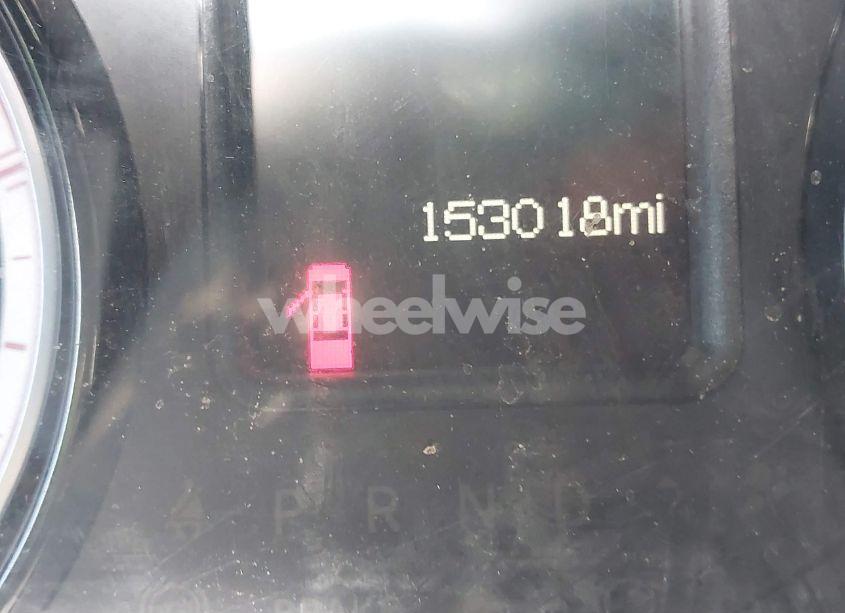 153018mi
wheelwise
P R N D